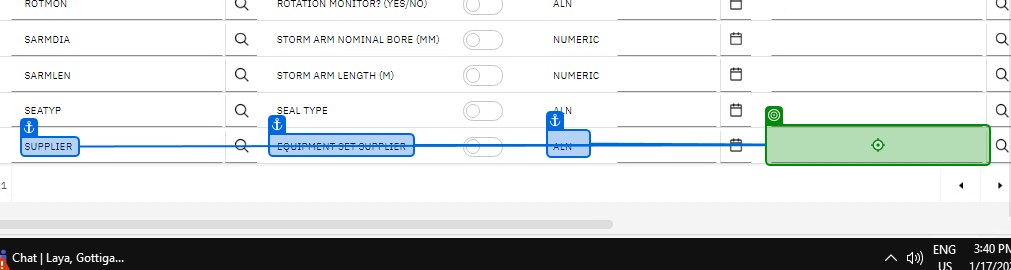 ROTMON ROTATION MONITOR? (YES/NO) ALN
SARMDIA STORM ARM NOMINAL BORE (MM) NUMERIC
SARMLEN STORM ARM LENGTH (M) NUMERIC
SEATYP SEAL TYPE ALN
SUPPLIER EQUIPMENT SET SUPPLIER ALN
1
Chat | Laya, Gottiga...
ENG
US
3:40 PM
1/17/20